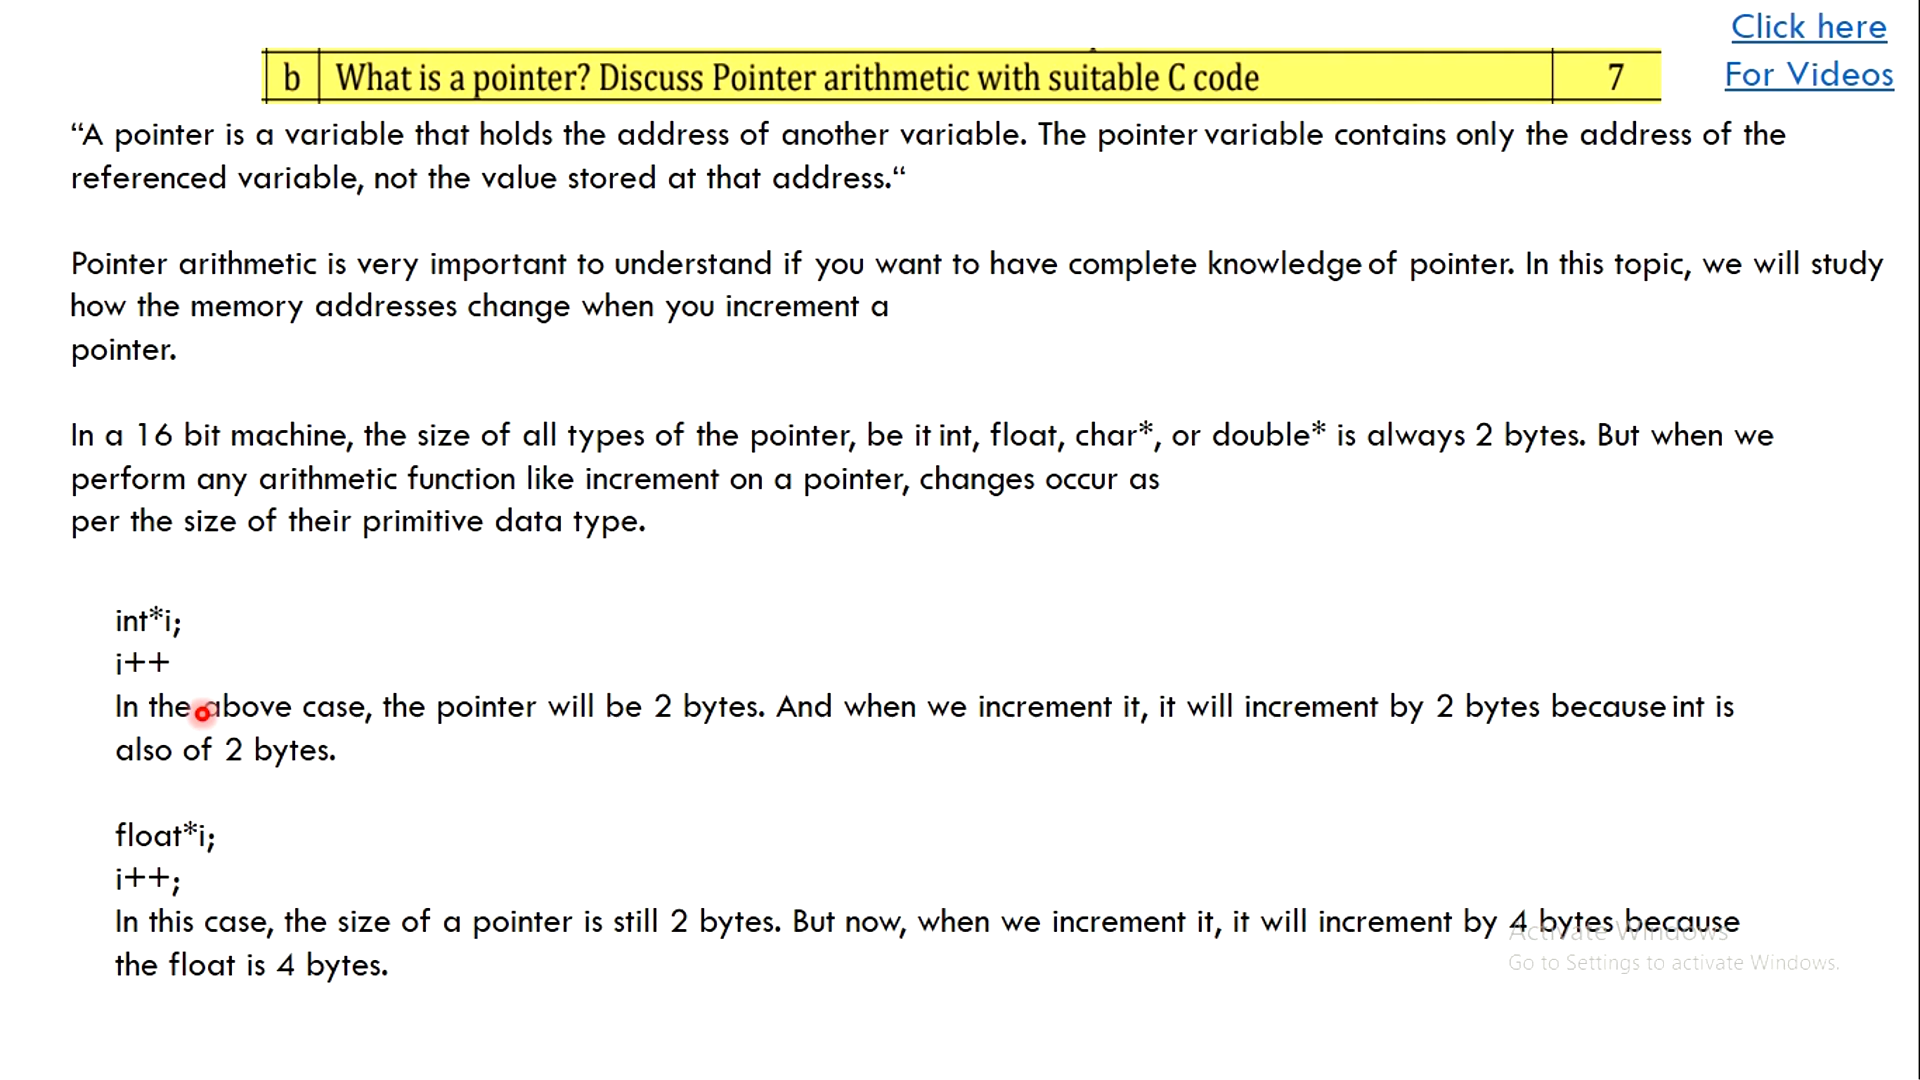 Click here
For Videos
b What is a pointer? Discuss Pointer arithmetic with suitable C code 7
“A pointer is a variable that holds the address of another variable. The pointer variable contains only the address of the
referenced variable, not the value stored at that address.“
Pointer arithmetic is very important to understand if you want to have complete knowledge of pointer. In this topic, we will study
how the memory addresses change when you increment a
pointer.
In a 16 bit machine, the size of all types of the pointer, be it int, float, char*, or double* is always 2 bytes. But when we
perform any arithmetic function like increment on a pointer, changes occur as
per the size of their primitive data type.
int*i;
i++
In the above case, the pointer will be 2 bytes. And when we increment it, it will increment by 2 bytes because int is
also of 2 bytes.
float*i;
i++;
In this case, the size of a pointer is still 2 bytes. But now, when we increment it, it will increment by 4 bytes because
the float is 4 bytes.
Activate Windows
Go to Settings to activate Windows.